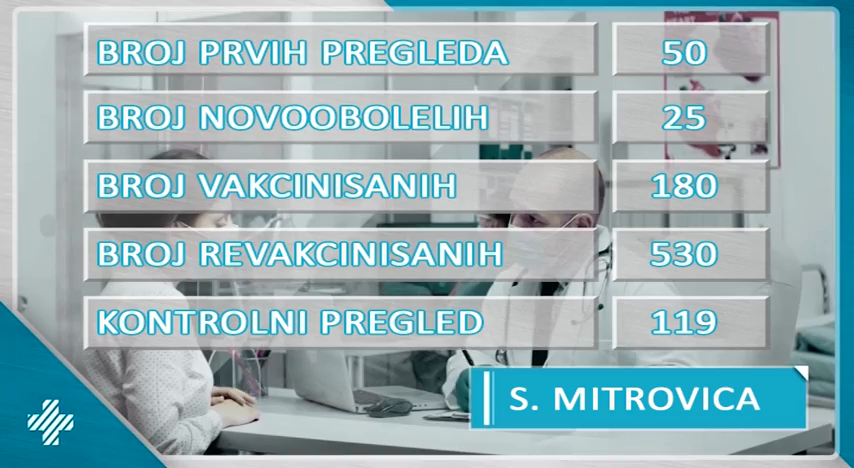 BROJ PRVIH PREGLEDA 50
BROJ NOVOOBOLELIH 25
BROJ VAKCINISANIH 180
BROJ REVAKCINISANIH 530
KONTROLNI PREGLED 119
S. MITROVICA